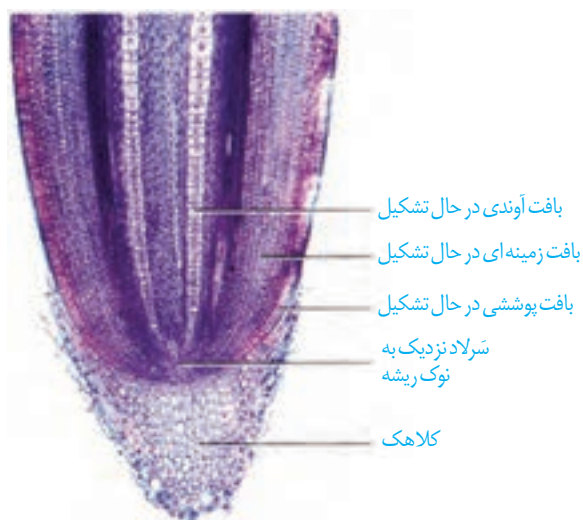 بافت آوندی در حال تشکیل
بافت زمینه ای در حال تشکیل
بافت پوششی در حال تشکیل
سَرلاد نزدیک به
نوک ریشه
کلاهک